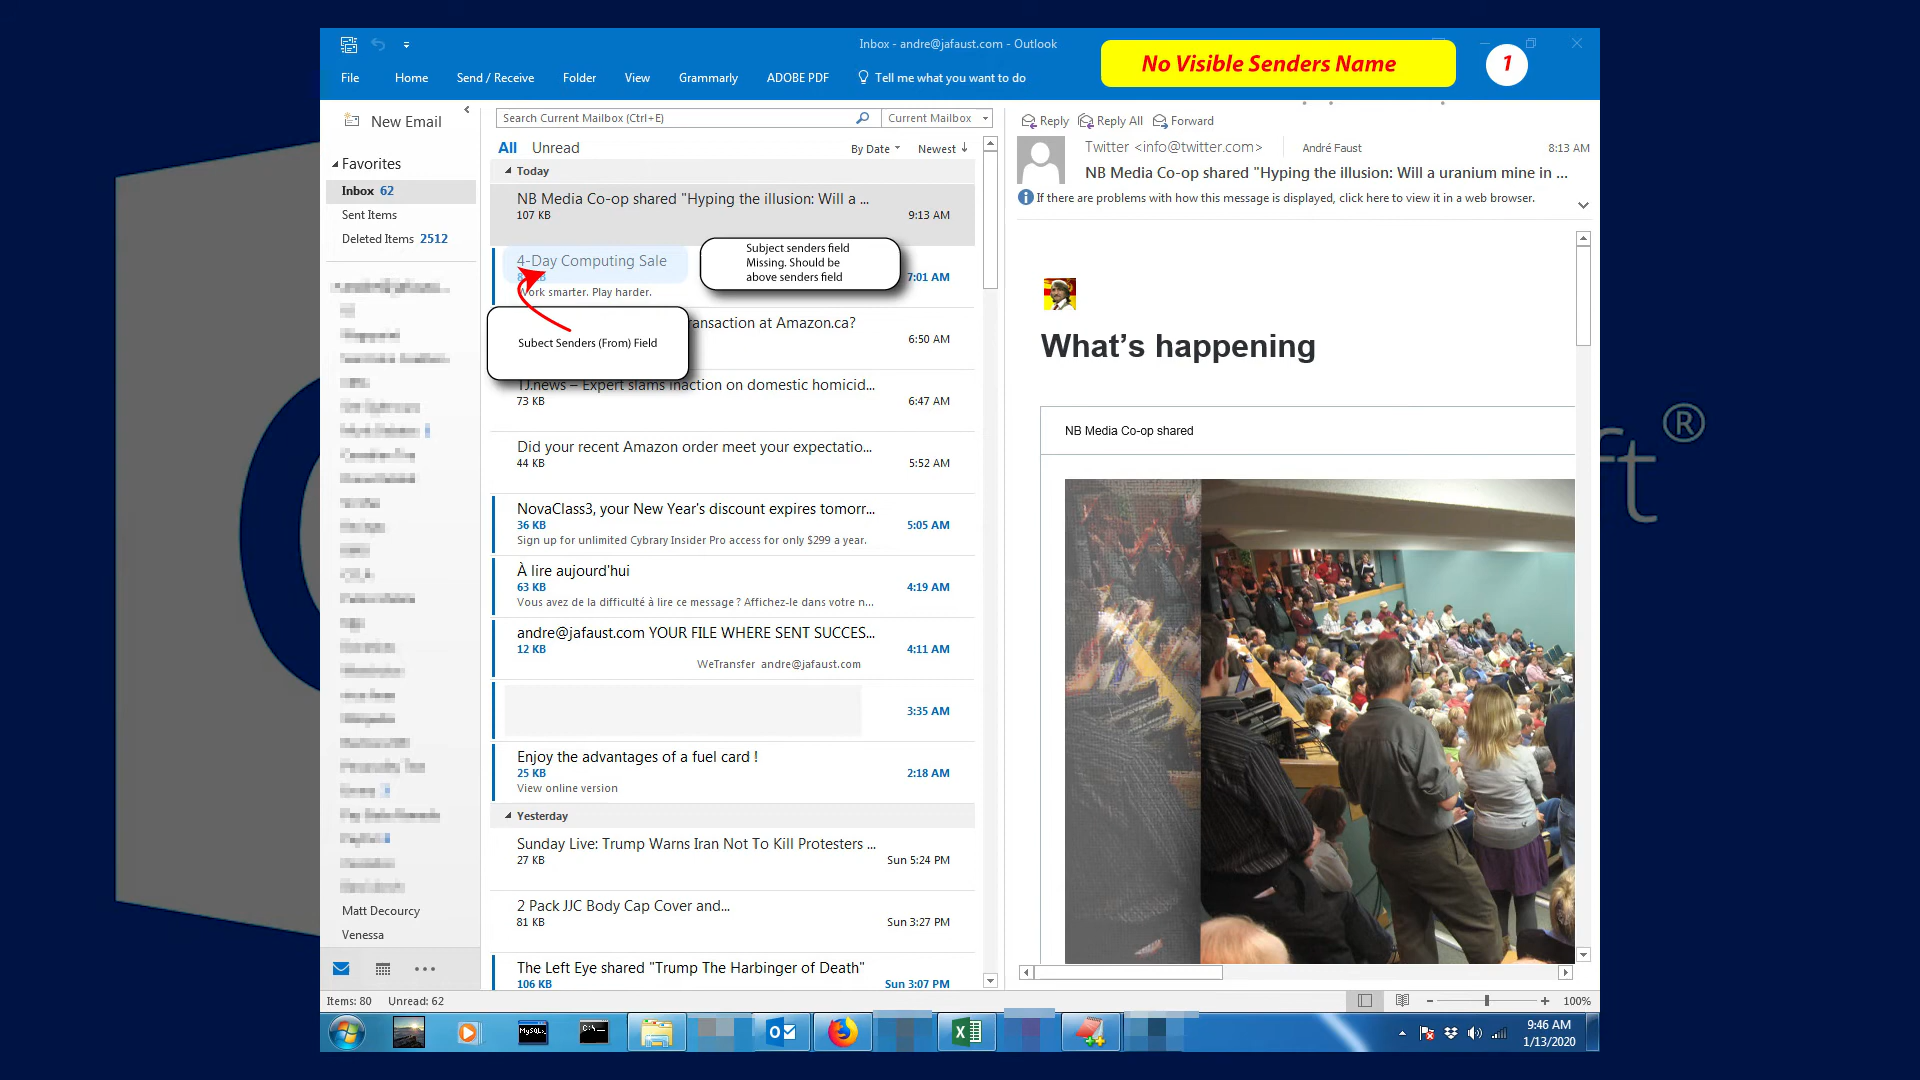 Inbox - andre@jafaust.com - Outlook
No Visible Senders Name
1
File Home Send / Receive Folder View Grammarly ADOBE PDF Tell me what you want to do
New Email
Favorites
Inbox 62
Sent Items
Deleted Items 2512
Matt Decourcy
Venessa
Search Current Mailbox (Ctrl+E) Current Mailbox
All Unread By Date Newest
Today
NB Media Co-op shared "Hyping the illusion: Will a ...
107 KB 9:13 AM
4-Day Computing Sale
7:01 AM
Work smarter. Play harder.
Subject senders field
Missing. Should be
above senders field
Subect Senders (From) Field
ransaction at Amazon.ca?
6:50 AM
TJ.news – Expert slams inaction on domestic homicid...
73 KB 6:47 AM
Did your recent Amazon order meet your expectatio...
44 KB 5:52 AM
NovaClass3, your New Year's discount expires tomorr...
36 KB 5:05 AM
Sign up for unlimited Cybrary Insider Pro access for only $299 a year.
À lire aujourd'hui
63 KB 4:19 AM
Vous avez de la difficulté à lire ce message ? Affichez-le dans votre n...
andre@jafaust.com YOUR FILE WHERE SENT SUCCES...
12 KB 4:11 AM
WeTransfer andre@jafaust.com
3:35 AM
Enjoy the advantages of a fuel card !
25 KB 2:18 AM
View online version
Yesterday
Sunday Live: Trump Warns Iran Not To Kill Protesters ...
27 KB Sun 5:24 PM
2 Pack JJC Body Cap Cover and...
81 KB Sun 3:27 PM
The Left Eye shared "Trump The Harbinger of Death"
106 KB Sun 3:07 PM
Reply Reply All Forward
Twitter <info@twitter.com> André Faust 8:13 AM
NB Media Co-op shared "Hyping the illusion: Will a uranium mine in ...
If there are problems with how this message is displayed, click here to view it in a web browser.
What's happening
NB Media Co-op shared
ft®
Items: 80 Unread: 62
100%
MySQL
C:\
9:46 AM
1/13/2020